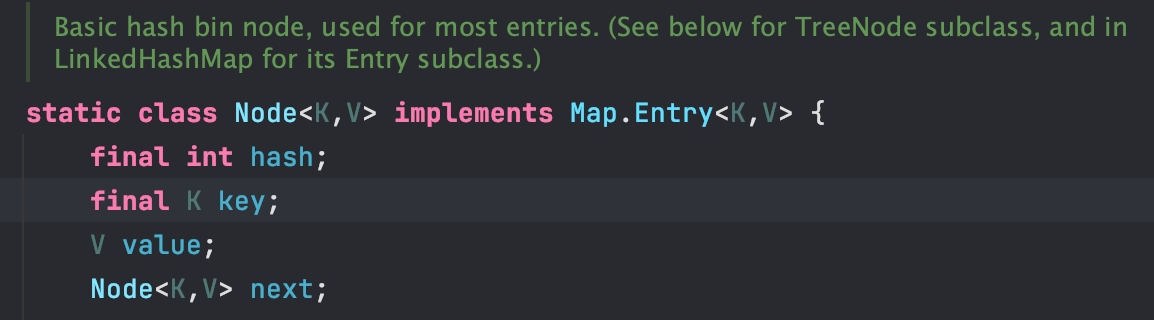 Basic hash bin node, used for most entries. (See below for TreeNode subclass, and in
LinkedHashMap for its Entry subclass.)
static class Node<K,V> implements Map.Entry<K,V> {
final int hash;
final K key;
V value;
Node<K,V> next;